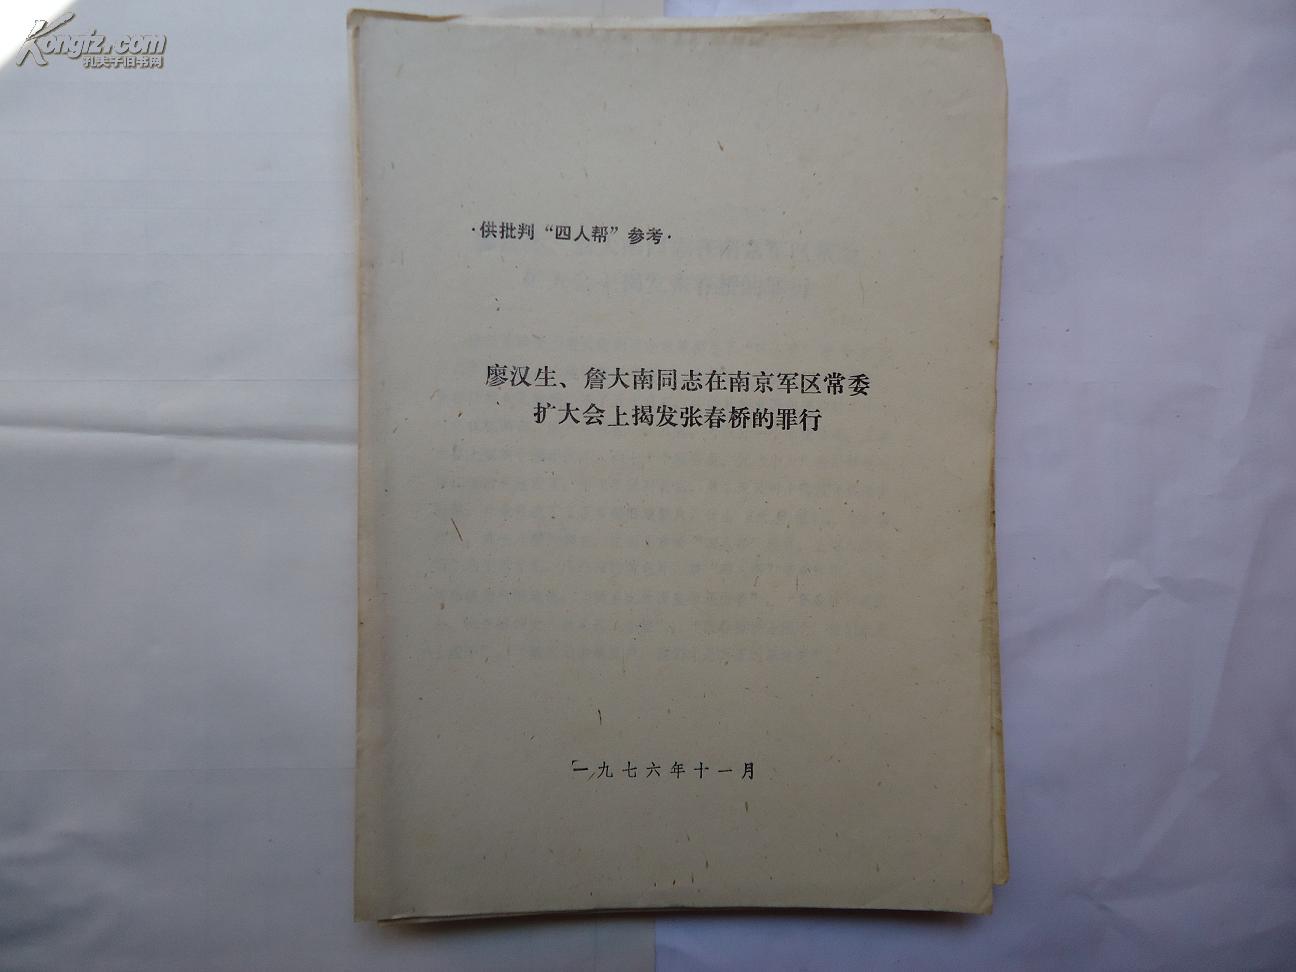 Kongfz.com
孔夫子旧书网
·供批判“四人帮”参考·
廖汉生、詹大南同志在南京军区常委
扩大会上揭发张春桥的罪行
一九七六年十一月